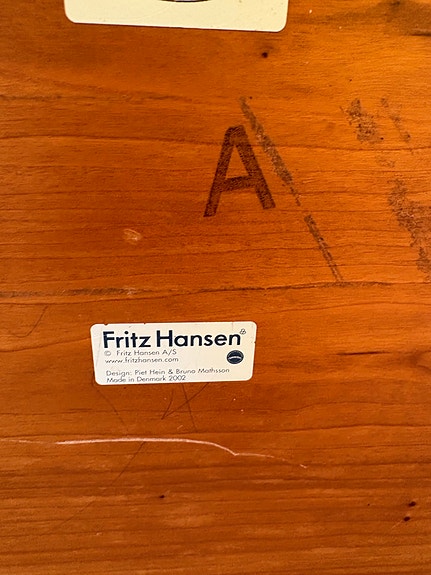 A
Fritz Hansen®
© Fritz Hansen A/S
www.fritzhansen.com
Design: Piet Hein & Bruno Mathsson
Made in Denmark 2002